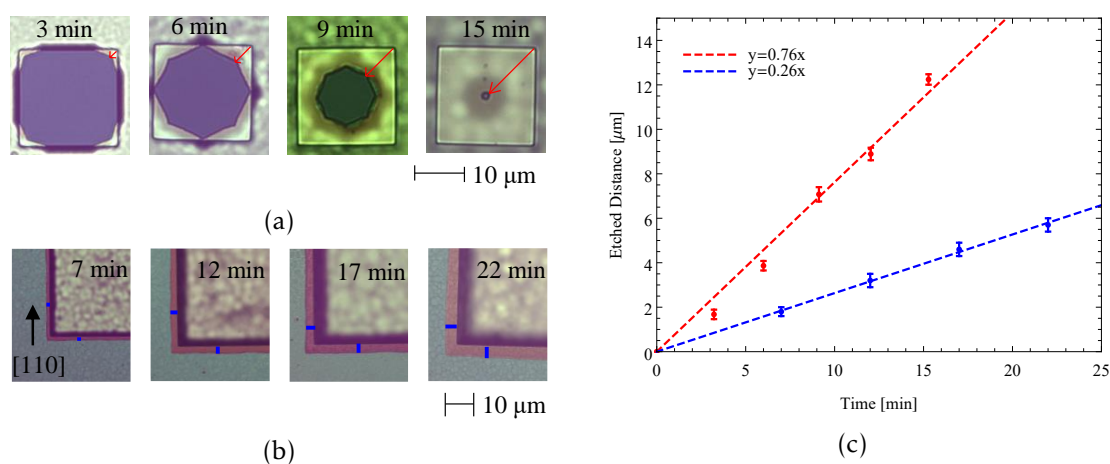 3 min
6 min
9 min
15 min
10 μm
(a)
7 min
12 min
17 min
22 min
[110]
10 μm
(b)
y=0.76x
y=0.26x
14
12
10
8
6
4
2
0
Etched Distance [μm]
0 5 10 15 20 25
Time [min]
(c)